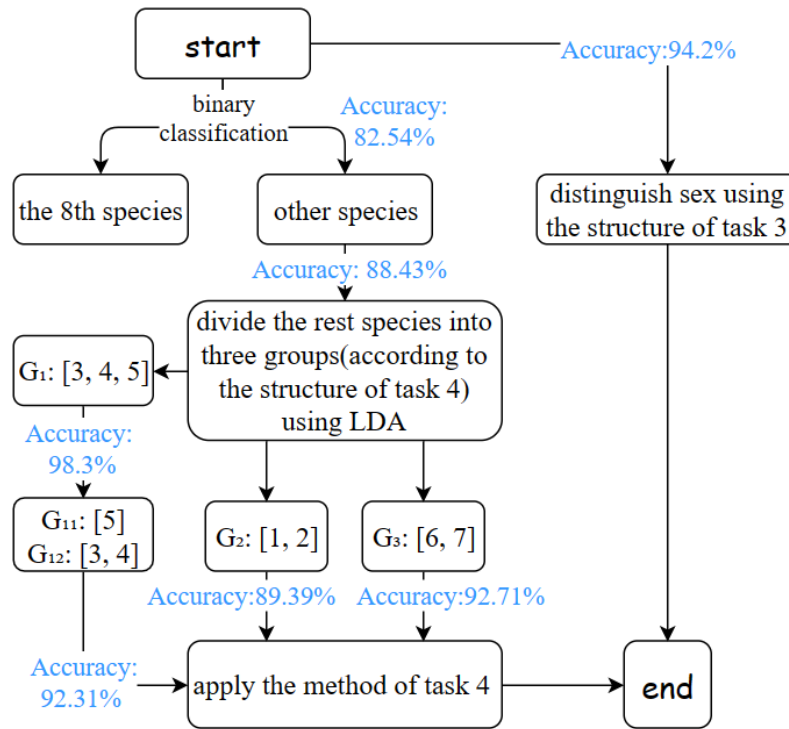 start
Accuracy:94.2%
binary
classification
Accuracy:
82.54%
the 8th species
other species
distinguish sex using
the structure of task 3
Accuracy: 88.43%
divide the rest species into
three groups(according to
the structure of task 4)
using LDA
G₁: [3, 4, 5]
Accuracy:
98.3%
G₁₁: [5]
G₁₂: [3, 4]
G₂: [1, 2]
G₃: [6, 7]
Accuracy:89.39%
Accuracy:92.71%
Accuracy:
92.31%
apply the method of task 4
end